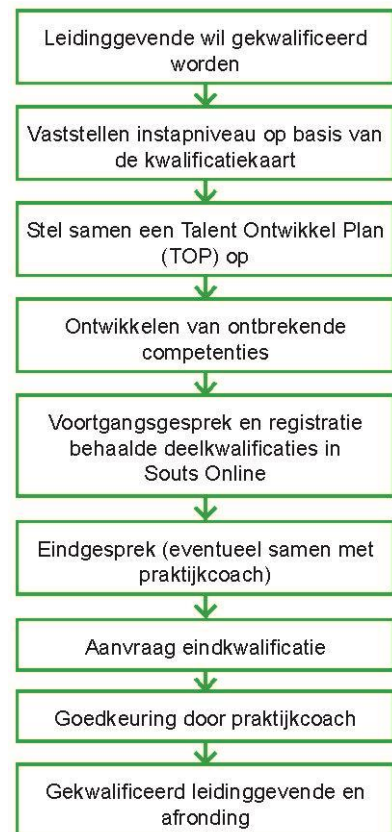 Leidinggevende wil gekwalificeerd
worden
Vaststellen instapniveau op basis van
de kwalificatiekaart
Stel samen een Talent Ontwikkel Plan
(TOP) op
Ontwikkelen van ontbrekende
competenties
Voortgangsgesprek en registratie
behaalde deelkwalificaties in
Souts Online
Eindgesprek (eventueel samen met
praktijkcoach)
Aanvraag eindkwalificatie
Goedkeuring door praktijkcoach
Gekwalificeerd leidinggevende en
afronding